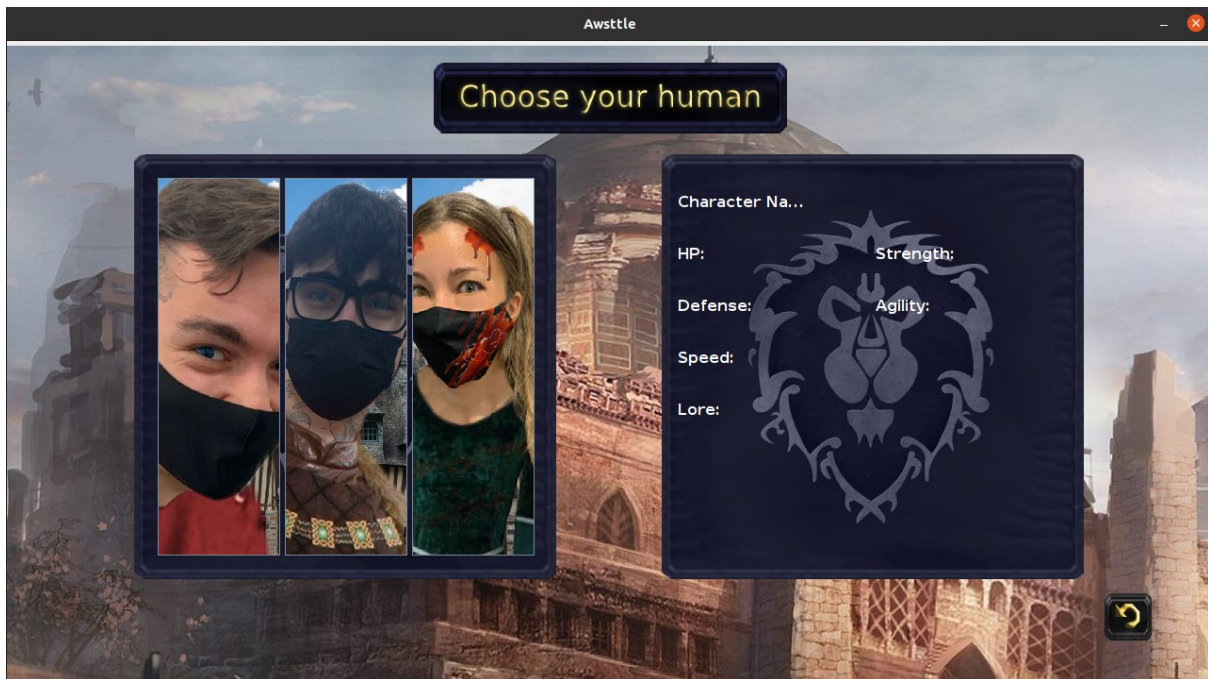 Awsttle
Choose your human
Character Na...
HP:
Strength:
Defense:
Agility:
Speed:
Lore: